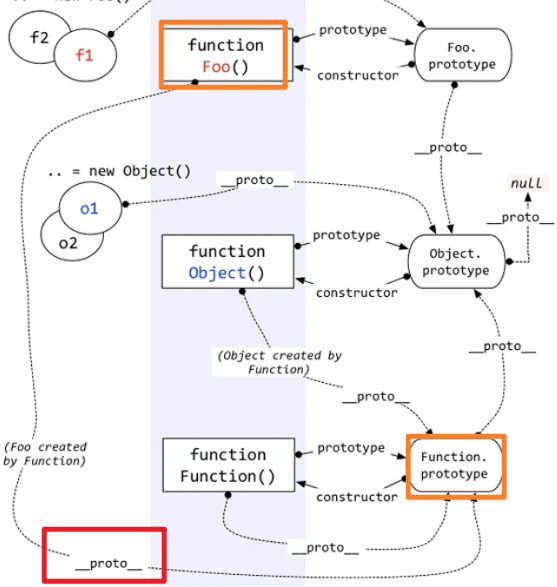 .. = new Foo()
f2
f1
function
Foo()
prototype
constructor
Foo.
prototype
__proto__
.. = new Object()
__proto__
o1
o2
null
__proto__
function
Object()
prototype
constructor
Object.
prototype
(Object created by
Function)
__proto__
__proto__
(Foo created
by Function)
function
Function()
prototype
constructor
Function.
prototype
__proto__
__proto__